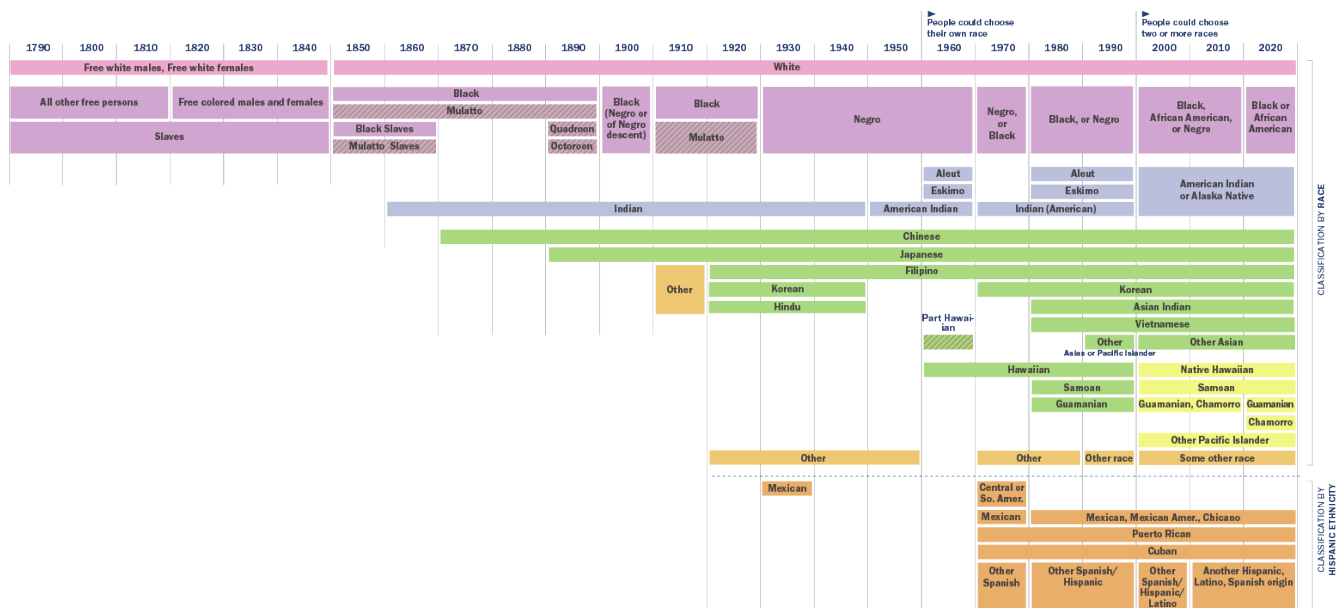 People could choose
their own race
People could choose
two or more races
1790 1800 1810 1820 1830 1840 1850 1860 1870 1880 1890 1900 1910 1920 1930 1940 1950 1960 1970 1980 1990 2000 2010 2020
Free white males, Free white females
White
All other free persons
Free colored males and females
Slaves
Black
Mulatto
Black Slaves
Mulatto Slaves
Quadroon
Octoroon
Black
(Negro or
of Negro
descent)
Black
Mulatto
Negro
Negro,
or
Black
Black, or Negro
Black,
African American,
or Negro
Black or
African
American
Aleut
Eskimo
Indian
American Indian
Aleut
Eskimo
Indian (American)
American Indian
or Alaska Native
Chinese
Japanese
Filipino
Other
Korean
Korean
Hindu
Asian Indian
Vietnamese
Part Hawai-
ian
Other
Other Asian
Asian or Pacific Islander
Hawaiian
Native Hawaiian
Samoan
Samoan
Guamanian
Guamanian, Chamorro
Guamanian
Chamorro
Other Pacific Islander
Other
Other
Other race
Some other race
CLASSIFICATION BY RACE
Mexican
Central or
So. Amer.
Mexican
Mexican, Mexican Amer., Chicano
Puerto Rican
Cuban
Other
Spanish
Other Spanish/
Hispanic
Other
Spanish/
Hispanic/
Latino
Another Hispanic,
Latino, Spanish origin
CLASSIFICATION BY
HISPANIC ETHNICITY